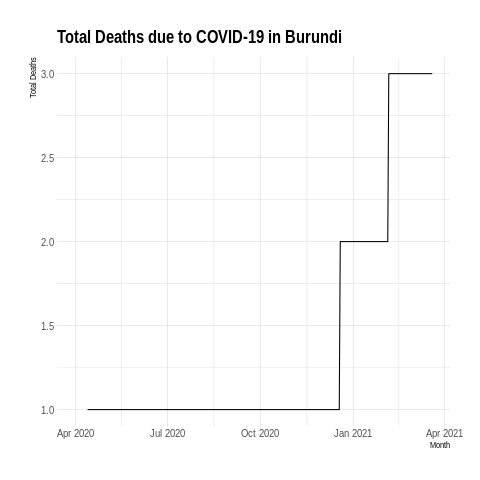 Total Deaths due to COVID-19 in Burundi
Total Deaths
3.0
2.5
2.0
1.5
1.0
Apr 2020 Jul 2020 Oct 2020 Jan 2021 Apr 2021
Month